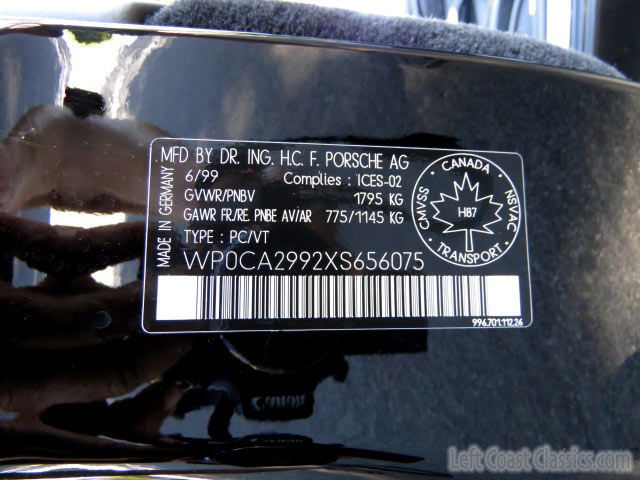 MFD BY DR. ING. H.C. F. PORSCHE AG
6/99 Complies : ICES-02
GVWR/PNBV 1795 KG
GAWR FR/RE. PNBE AV/AR 775/1145 KG
TYPE : PC/VT
WP0CA2992XS656075
MADE IN GERMANY
CANADA
CMVSS
NSVAC
H87
TRANSPORT
996.701.112.26
Canon
Left Coast Classics.com